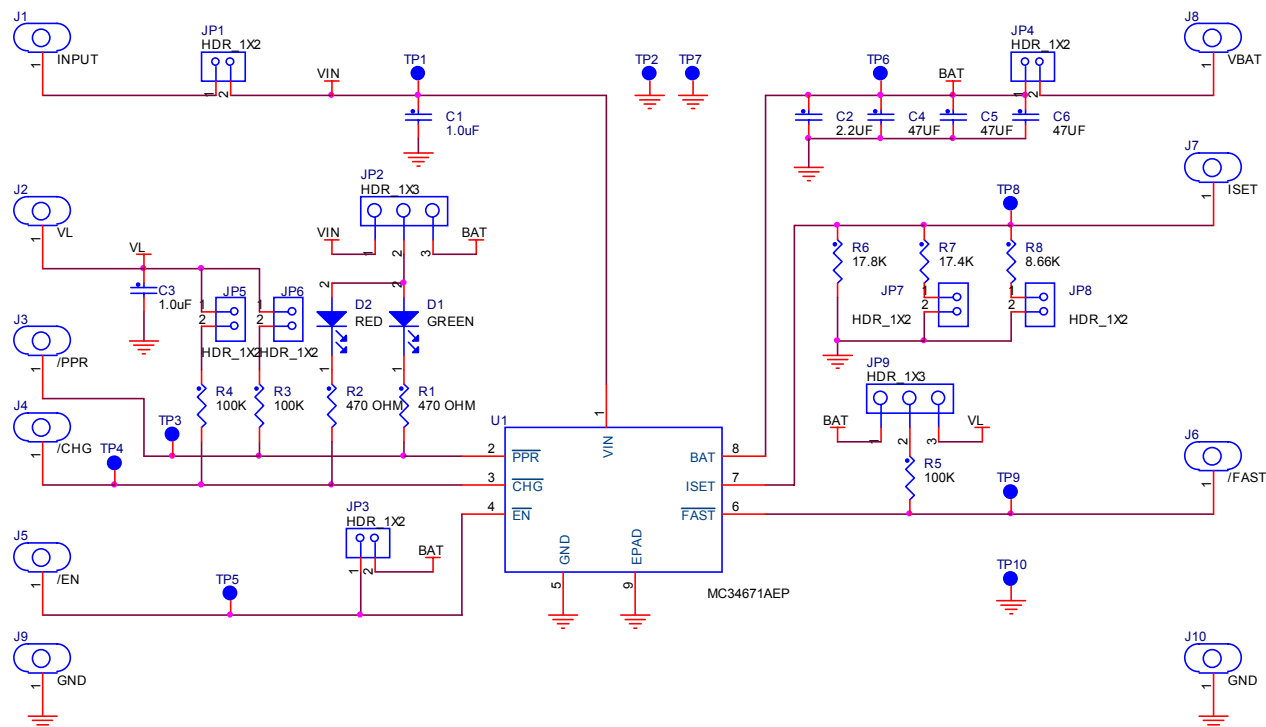 J1
1
INPUT
JP1
HDR_1X2
1
2
VIN
TP1
C1
1.0uF
TP2
TP7
TP6
BAT
JP4
HDR_1X2
1
2
J8
1
VBAT
C2
2.2UF
C4
47UF
C5
47UF
C6
47UF
J2
1
VL
VL
C3
1.0uF
JP2
HDR_1X3
VIN
1
2
3
BAT
J7
1
ISET
TP8
R6
17.8K
R7
17.4K
R8
8.66K
JP7
1
2
HDR_1X2
JP8
1
2
HDR_1X2
JP5
1
2
HDR_1X2
JP6
1
2
HDR_1X2
2
D2
RED
1
2
D1
GREEN
1
J3
1
/PPR
R4
100K
R3
100K
R2
470 OHM
R1
470 OHM
J4
1
/CHG
TP3
TP4
JP9
HDR_1X3
BAT
1
2
3
VL
R5
100K
U1
1
VIN
2
PPR
3
CHG
4
EN
8
BAT
7
ISET
6
FAST
GND
5
EPAD
9
MC34671AEP
TP9
J6
1
/FAST
JP3
HDR_1X2
1
2
BAT
J5
1
/EN
TP5
TP10
J9
1
GND
J10
1
GND